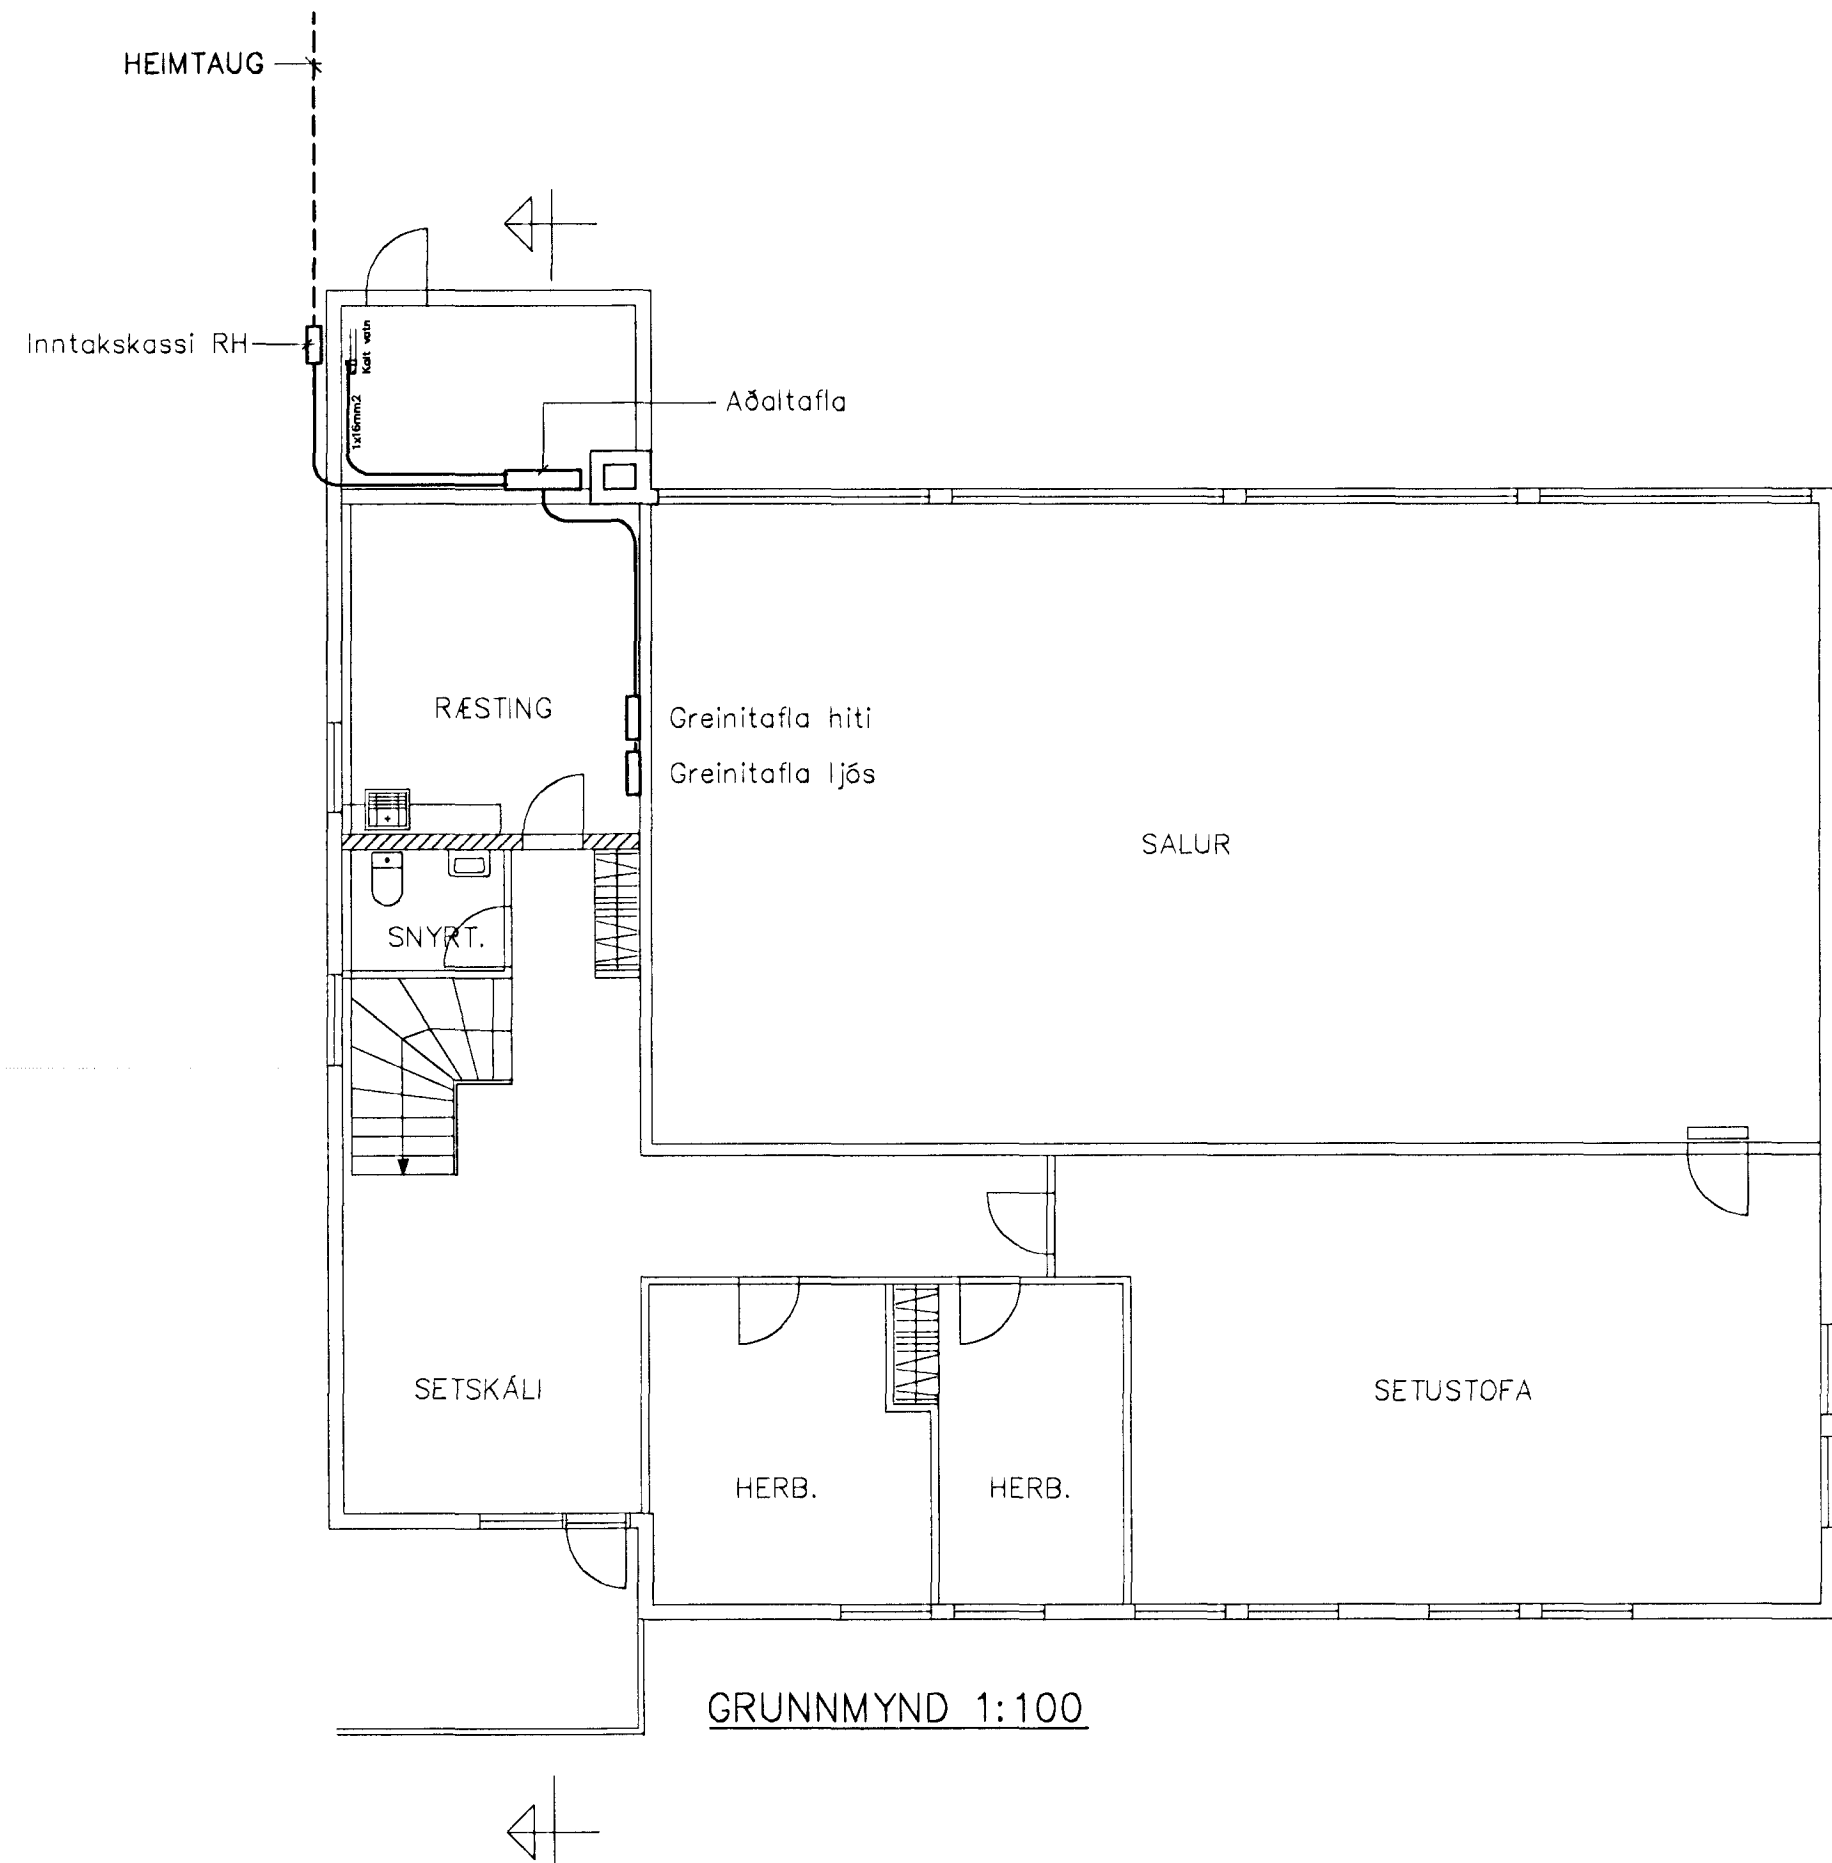 HEIMTAUG
Inntakskassi RH
Kalt vatn
1x16mm2
Aðaltafla
RÆSTING
Greinitafla hiti
Greinitafla ljós
SALUR
SNYRT.
SETSKÁLI
SETUSTOFA
HERB.
HERB.
GRUNNMYND 1:100